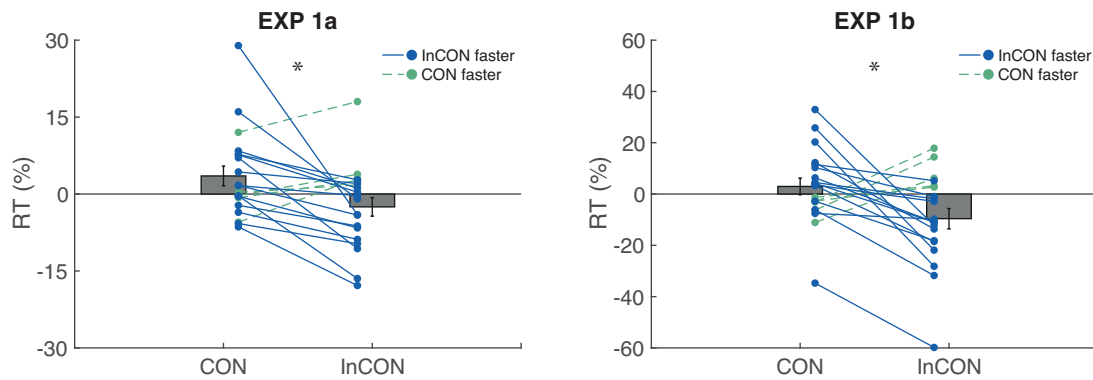 EXP 1a
30
15
0
-15
-30
RT (%)
*
InCON faster
CON faster
CON
InCON
EXP 1b
60
40
20
0
-20
-40
-60
RT (%)
*
InCON faster
CON faster
CON
InCON